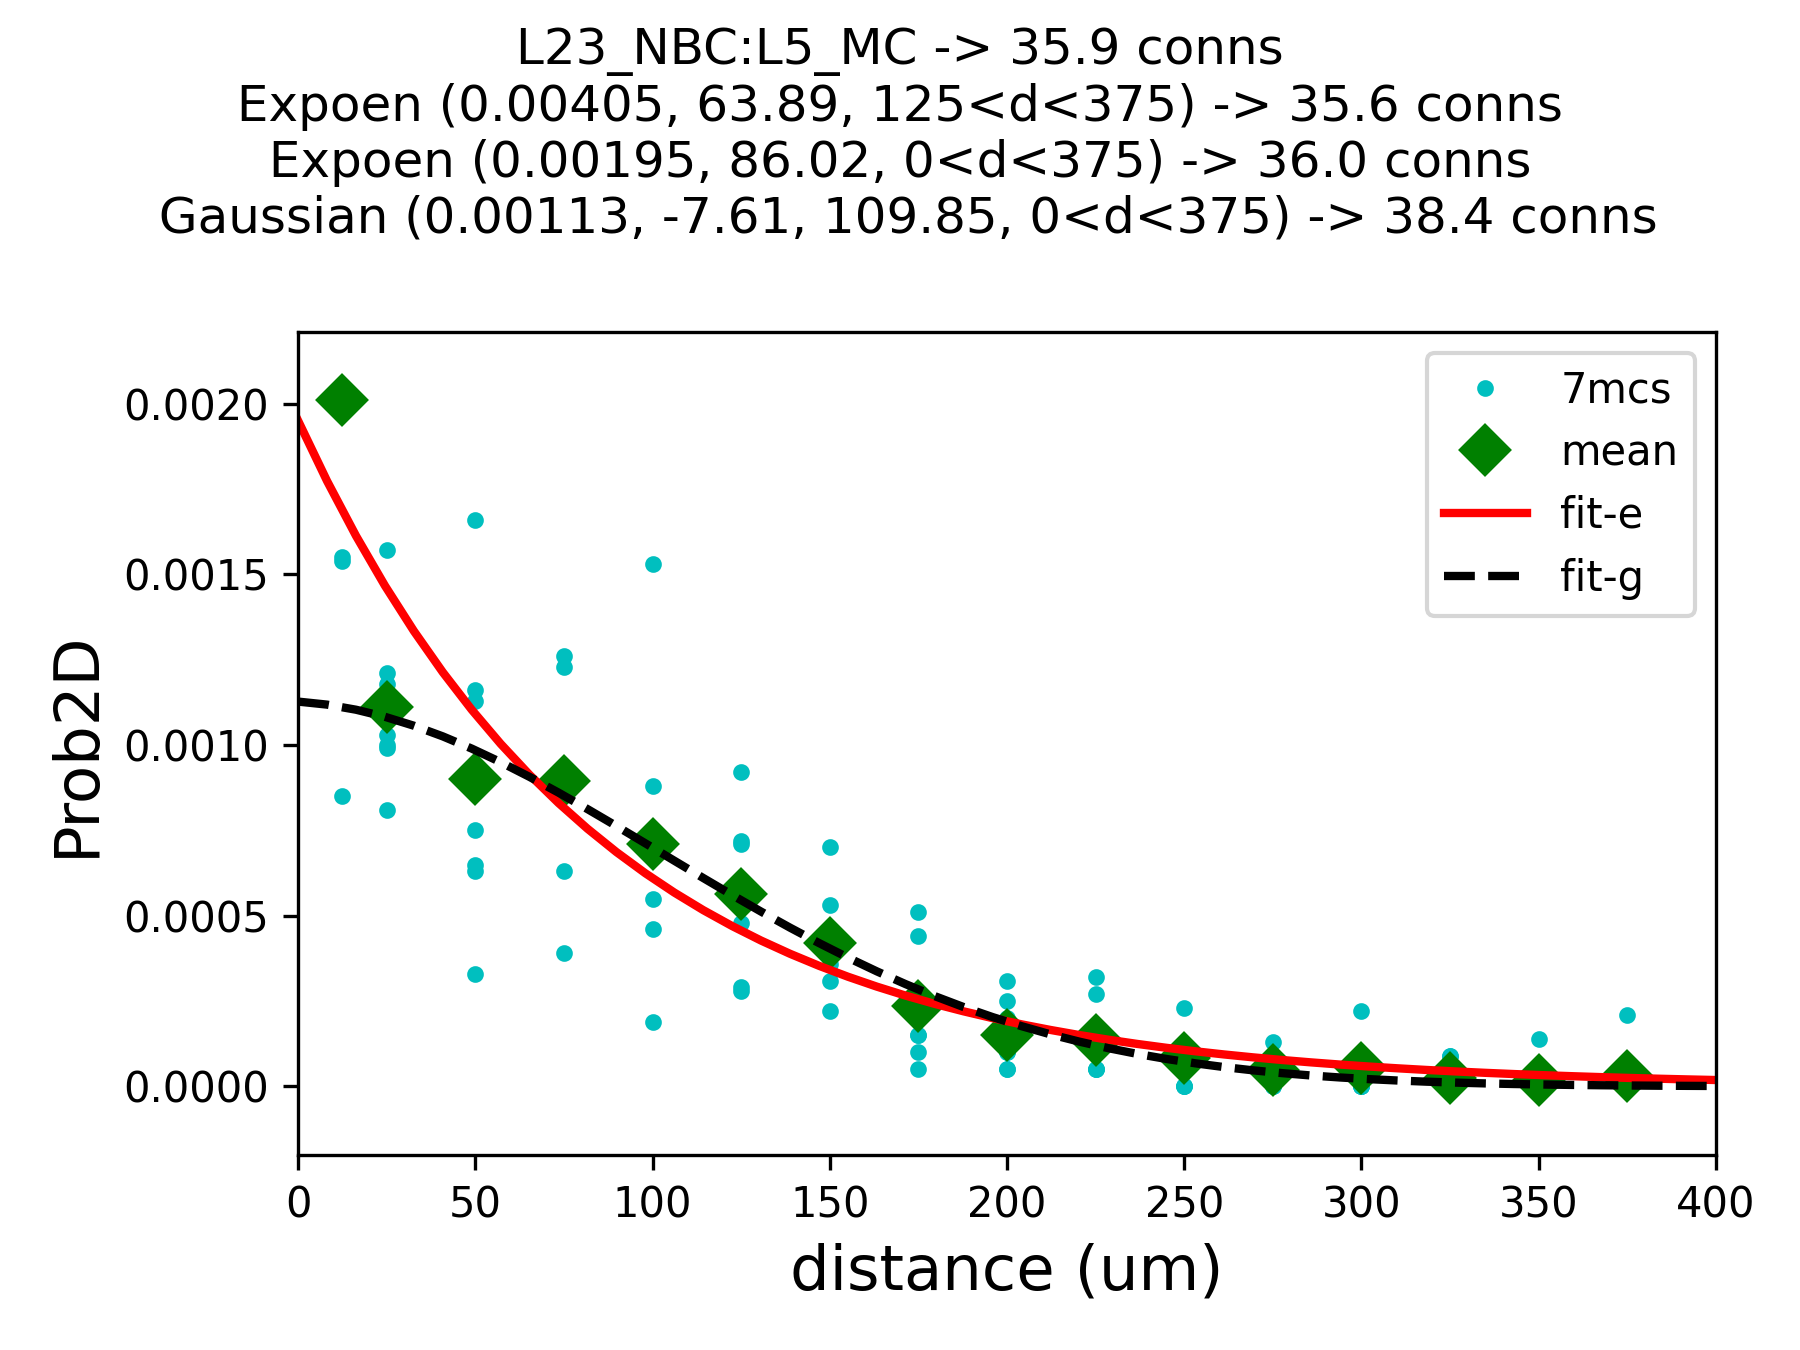 L23_NBC:L5_MC -> 35.9 conns
Expoen (0.00405, 63.89, 125<d<375) -> 35.6 conns
Expoen (0.00195, 86.02, 0<d<375) -> 36.0 conns
Gaussian (0.00113, -7.61, 109.85, 0<d<375) -> 38.4 conns
7mcs
mean
fit-e
fit-g
Prob2D
0.0020
0.0015
0.0010
0.0005
0.0000
0 50 100 150 200 250 300 350 400
distance (um)